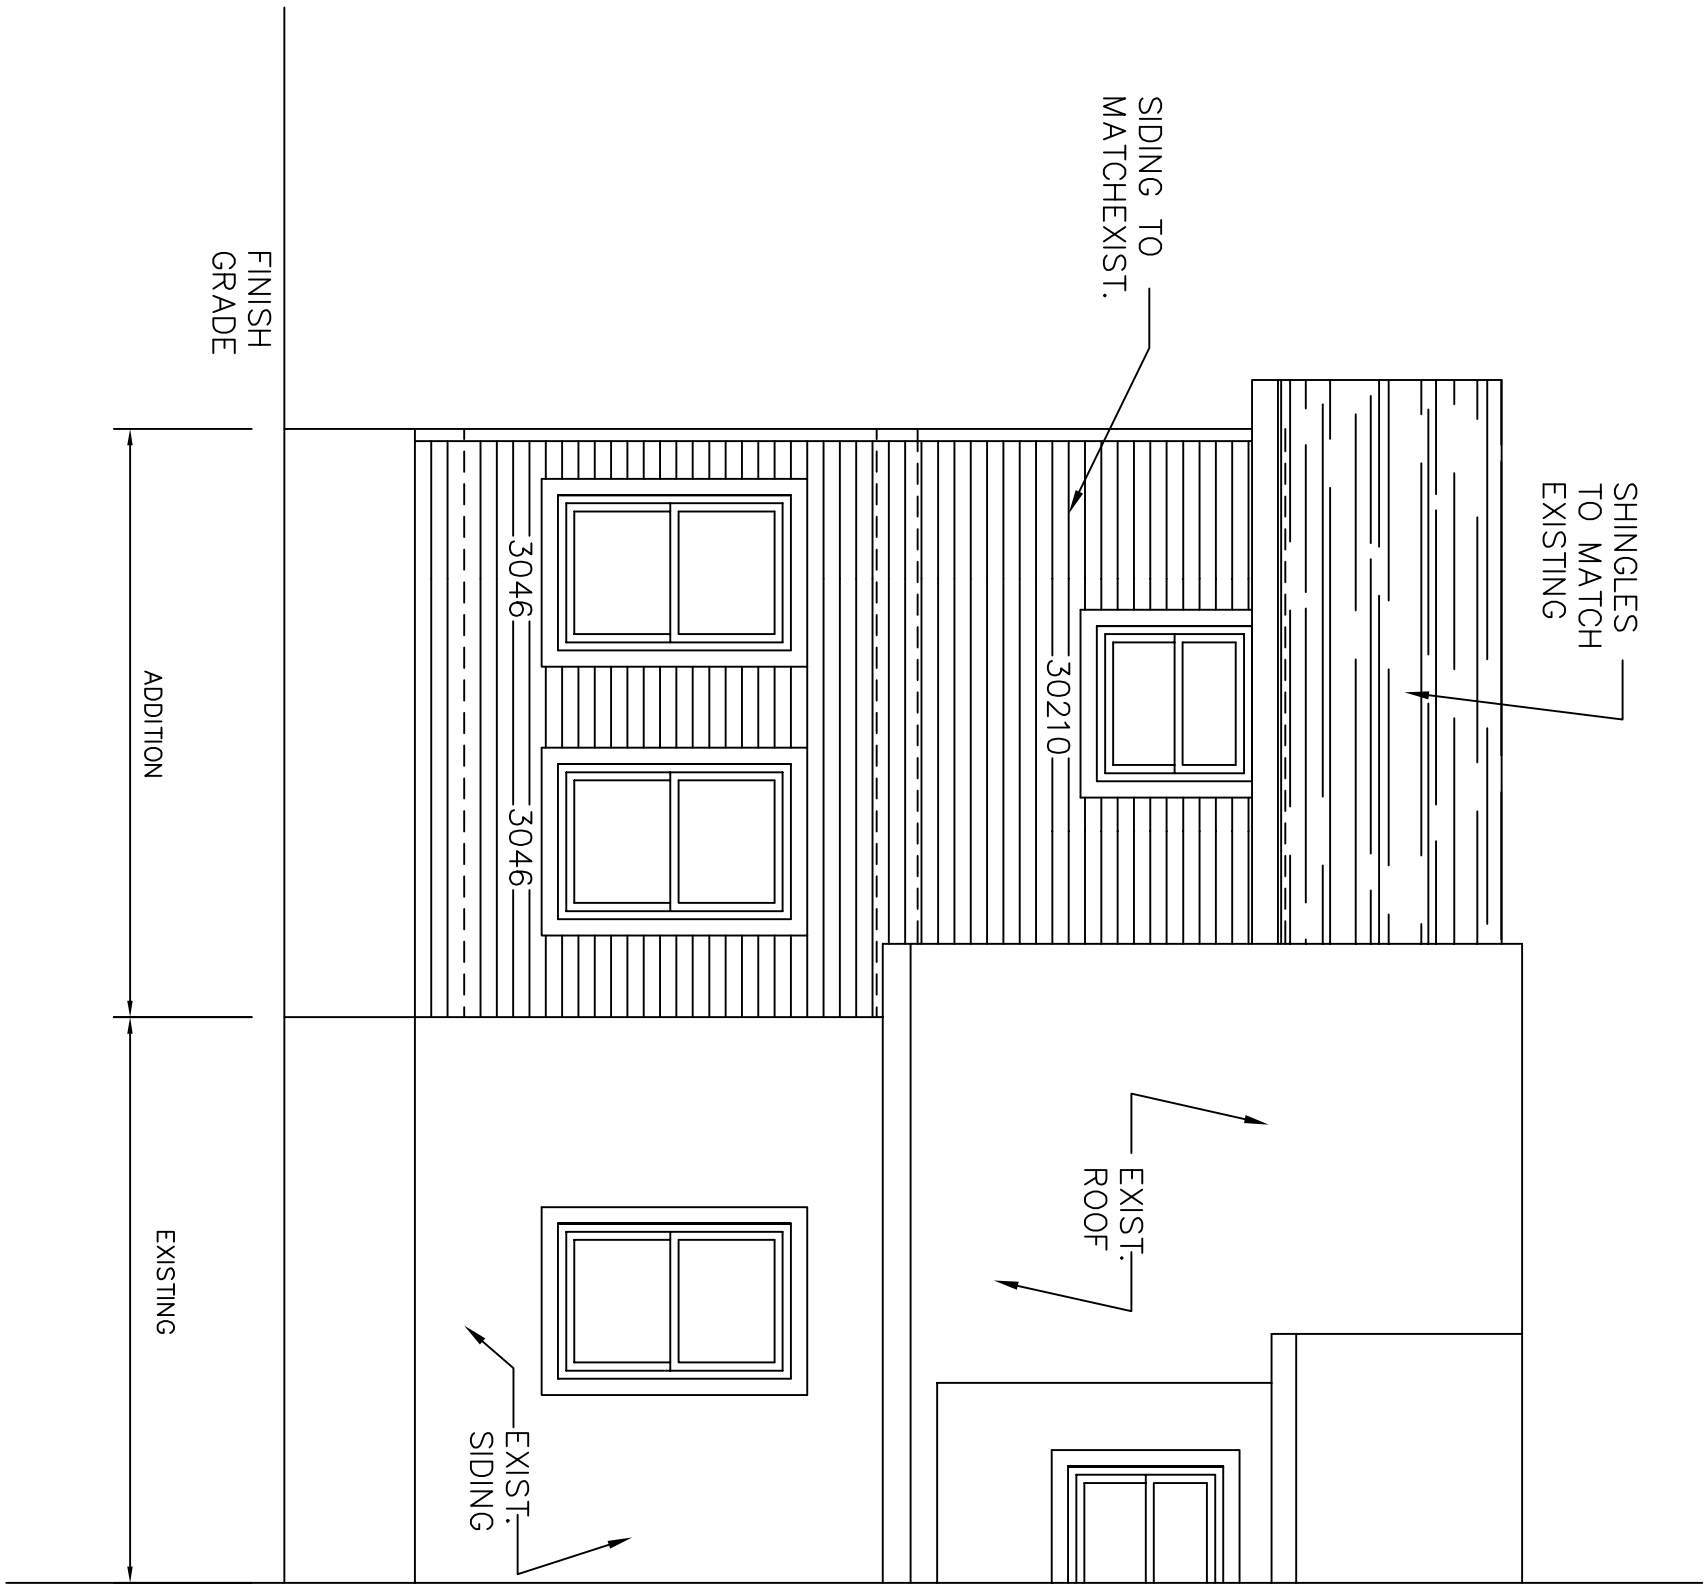 SHINGLES
TO MATCH
EXISTING
SIDING TO
MATCHEXIST.
30210
EXIST.
ROOF
3046
3046
EXIST.
SIDING
FINISH
GRADE
ADDITION
EXISTING